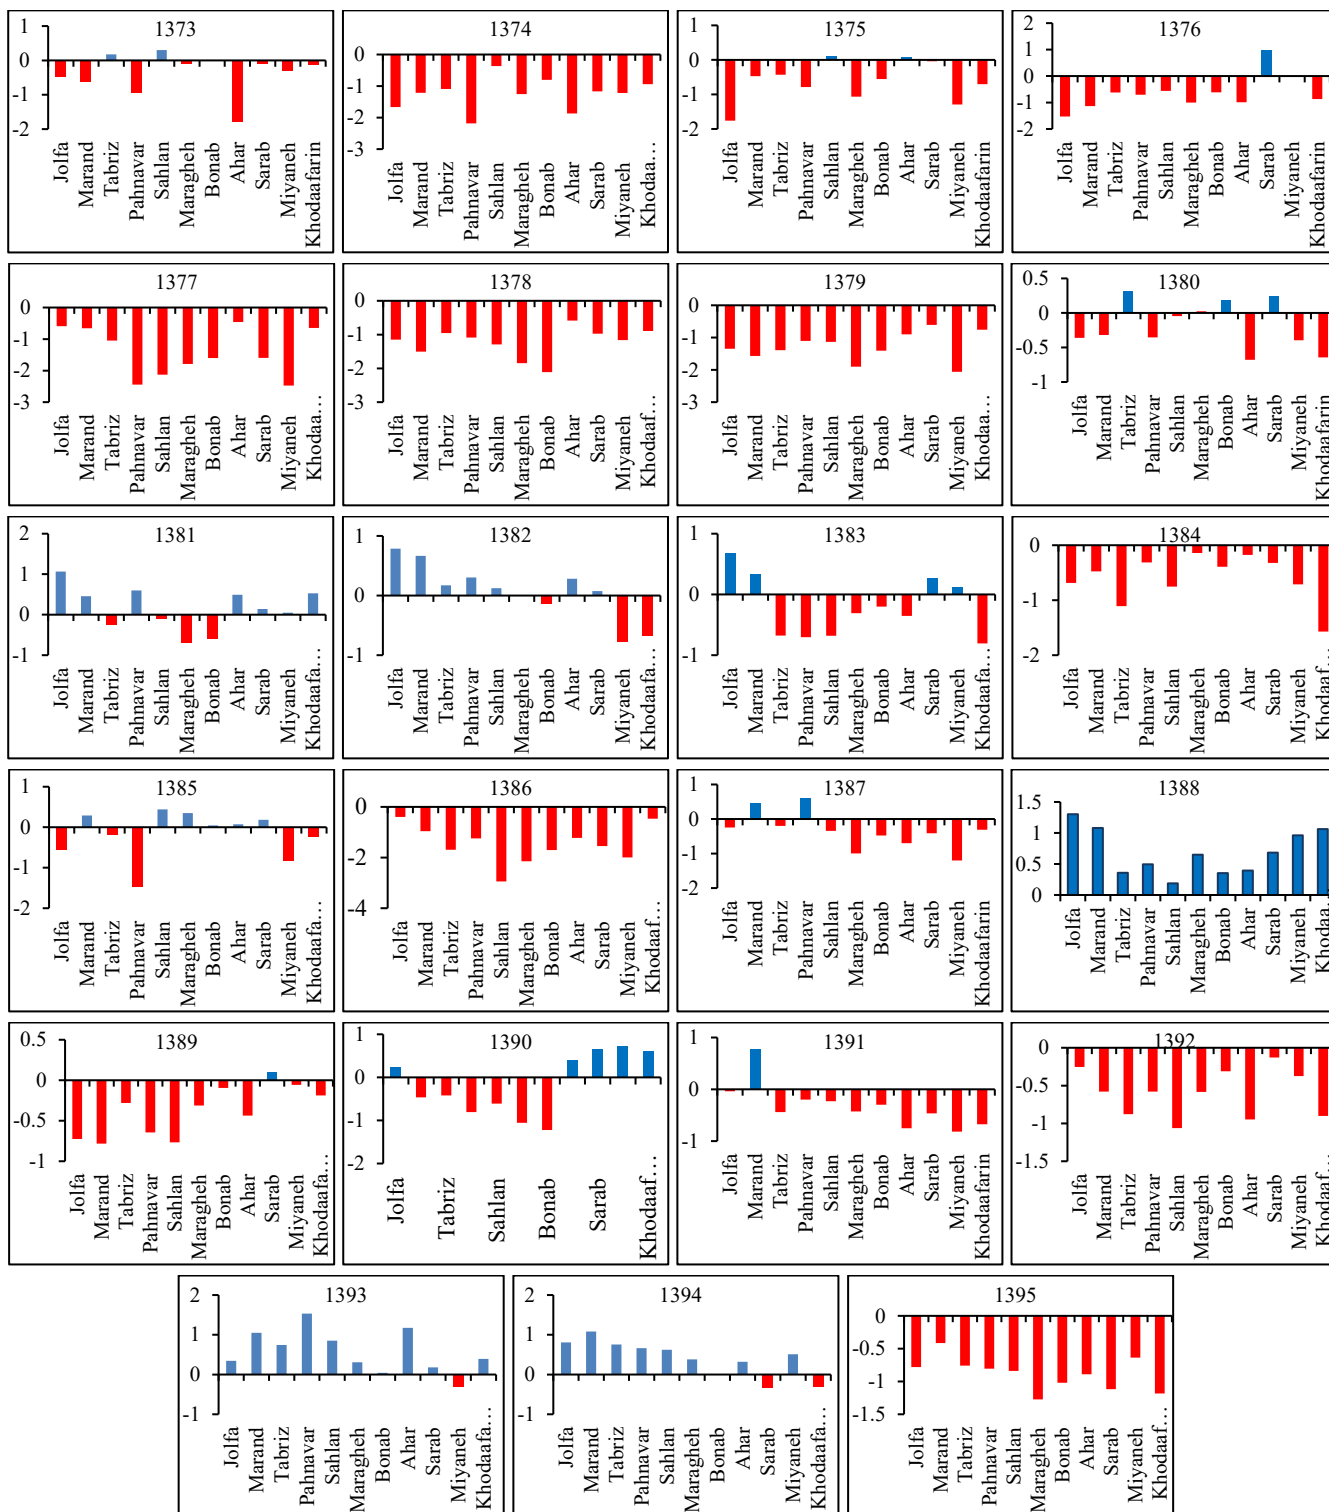 1373
1
0
-1
-2
Jolfa
Marand
Tabriz
Pahnavar
Sahlan
Maragheh
Bonab
Ahar
Sarab
Miyaneh
Khodaafarin
1374
0
-1
-2
-3
Jolfa
Marand
Tabriz
Pahnavar
Sahlan
Maragheh
Bonab
Ahar
Sarab
Miyaneh
Khodaa…
1375
1
0
-1
-2
Jolfa
Marand
Tabriz
Pahnavar
Sahlan
Maragheh
Bonab
Ahar
Sarab
Miyaneh
Khodaafarin
1376
2
1
0
-1
-2
Jolfa
Marand
Tabriz
Pahnavar
Sahlan
Maragheh
Bonab
Ahar
Sarab
Miyaneh
Khodaafarin
1377
0
-1
-2
-3
Jolfa
Marand
Tabriz
Pahnavar
Sahlan
Maragheh
Bonab
Ahar
Sarab
Miyaneh
Khodaa…
1378
0
-1
-2
-3
Jolfa
Marand
Tabriz
Pahnavar
Sahlan
Maragheh
Bonab
Ahar
Sarab
Miyaneh
Khodaaf…
1379
0
-1
-2
-3
Jolfa
Marand
Tabriz
Pahnavar
Sahlan
Maragheh
Bonab
Ahar
Sarab
Miyaneh
Khodaa…
1380
0.5
0
-0.5
-1
Jolfa
Marand
Tabriz
Pahnavar
Sahlan
Maragheh
Bonab
Ahar
Sarab
Miyaneh
Khodaafarin
1381
2
1
0
-1
Jolfa
Marand
Tabriz
Pahnavar
Sahlan
Maragheh
Bonab
Ahar
Sarab
Miyaneh
Khodaafa…
1382
1
0
-1
Jolfa
Marand
Tabriz
Pahnavar
Sahlan
Maragheh
Bonab
Ahar
Sarab
Miyaneh
Khodaafa…
1383
1
0
-1
Jolfa
Marand
Tabriz
Pahnavar
Sahlan
Maragheh
Bonab
Ahar
Sarab
Miyaneh
Khodaafa…
1384
0
-1
-2
Jolfa
Marand
Tabriz
Pahnavar
Sahlan
Maragheh
Bonab
Ahar
Sarab
Miyaneh
Khodaafa…
1385
1
0
-1
-2
Jolfa
Marand
Tabriz
Pahnavar
Sahlan
Maragheh
Bonab
Ahar
Sarab
Miyaneh
Khodaafa…
1386
0
-2
-4
Jolfa
Marand
Tabriz
Pahnavar
Sahlan
Maragheh
Bonab
Ahar
Sarab
Miyaneh
Khodaaf…
1387
1
0
-1
-2
Jolfa
Marand
Tabriz
Pahnavar
Sahlan
Maragheh
Bonab
Ahar
Sarab
Miyaneh
Khodaafarin
1388
1.5
1
0.5
0
Jolfa
Marand
Tabriz
Pahnavar
Sahlan
Maragheh
Bonab
Ahar
Sarab
Miyaneh
Khodaa…
1389
0.5
0
-0.5
-1
Jolfa
Marand
Tabriz
Pahnavar
Sahlan
Maragheh
Bonab
Ahar
Sarab
Miyaneh
Khodaafa…
1390
1
0
-1
-2
Jolfa
Tabriz
Sahlan
Bonab
Sarab
Khodaaf…
1391
1
0
-1
Jolfa
Marand
Tabriz
Pahnavar
Sahlan
Maragheh
Bonab
Ahar
Sarab
Miyaneh
Khodaafarin
1392
0
-0.5
-1
-1.5
Jolfa
Marand
Tabriz
Pahnavar
Sahlan
Maragheh
Bonab
Ahar
Sarab
Miyaneh
Khodaaf…
1393
2
1
0
-1
Jolfa
Marand
Tabriz
Pahnavar
Sahlan
Maragheh
Bonab
Ahar
Sarab
Miyaneh
Khodaafa…
1394
2
1
0
-1
Jolfa
Marand
Tabriz
Pahnavar
Sahlan
Maragheh
Bonab
Ahar
Sarab
Miyaneh
Khodaafa…
1395
0
-0.5
-1
-1.5
Jolfa
Marand
Tabriz
Pahnavar
Sahlan
Maragheh
Bonab
Ahar
Sarab
Miyaneh
Khodaaf…